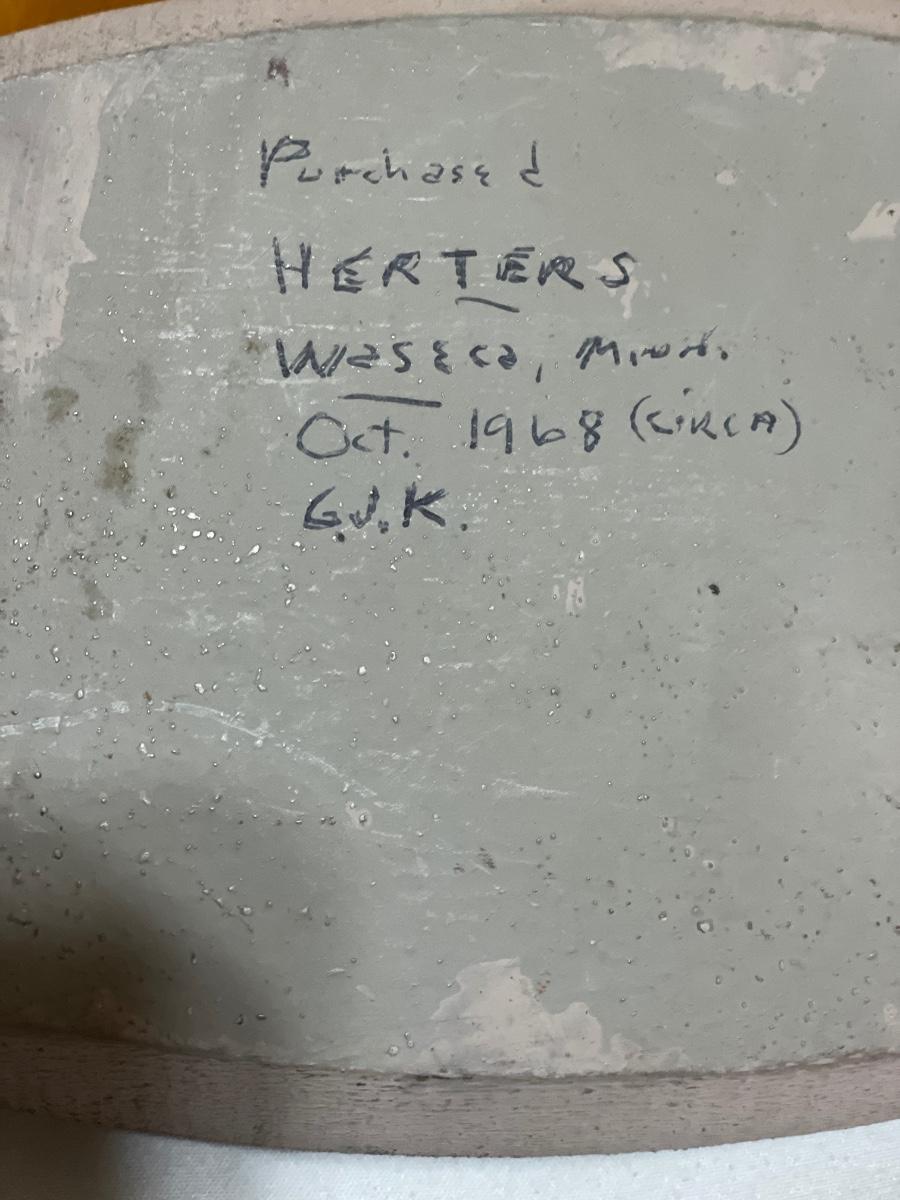 Purchased
HERTERS
Waseca, Minn.
Oct. 1968 (CIRCA)
G.J.K.